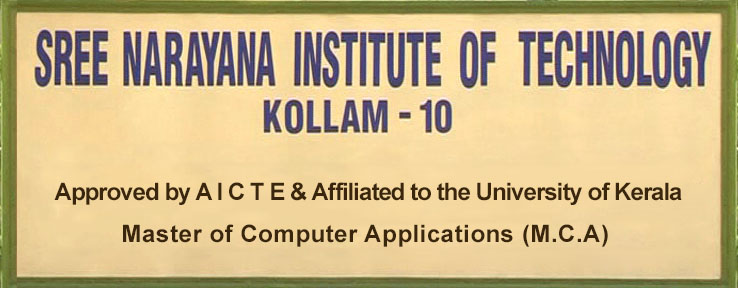 SREE NARAYANA INSTITUTE OF TECHNOLOGY
KOLLAM - 10
Approved by A I C T E & Affiliated to the University of Kerala
Master of Computer Applications (M.C.A)